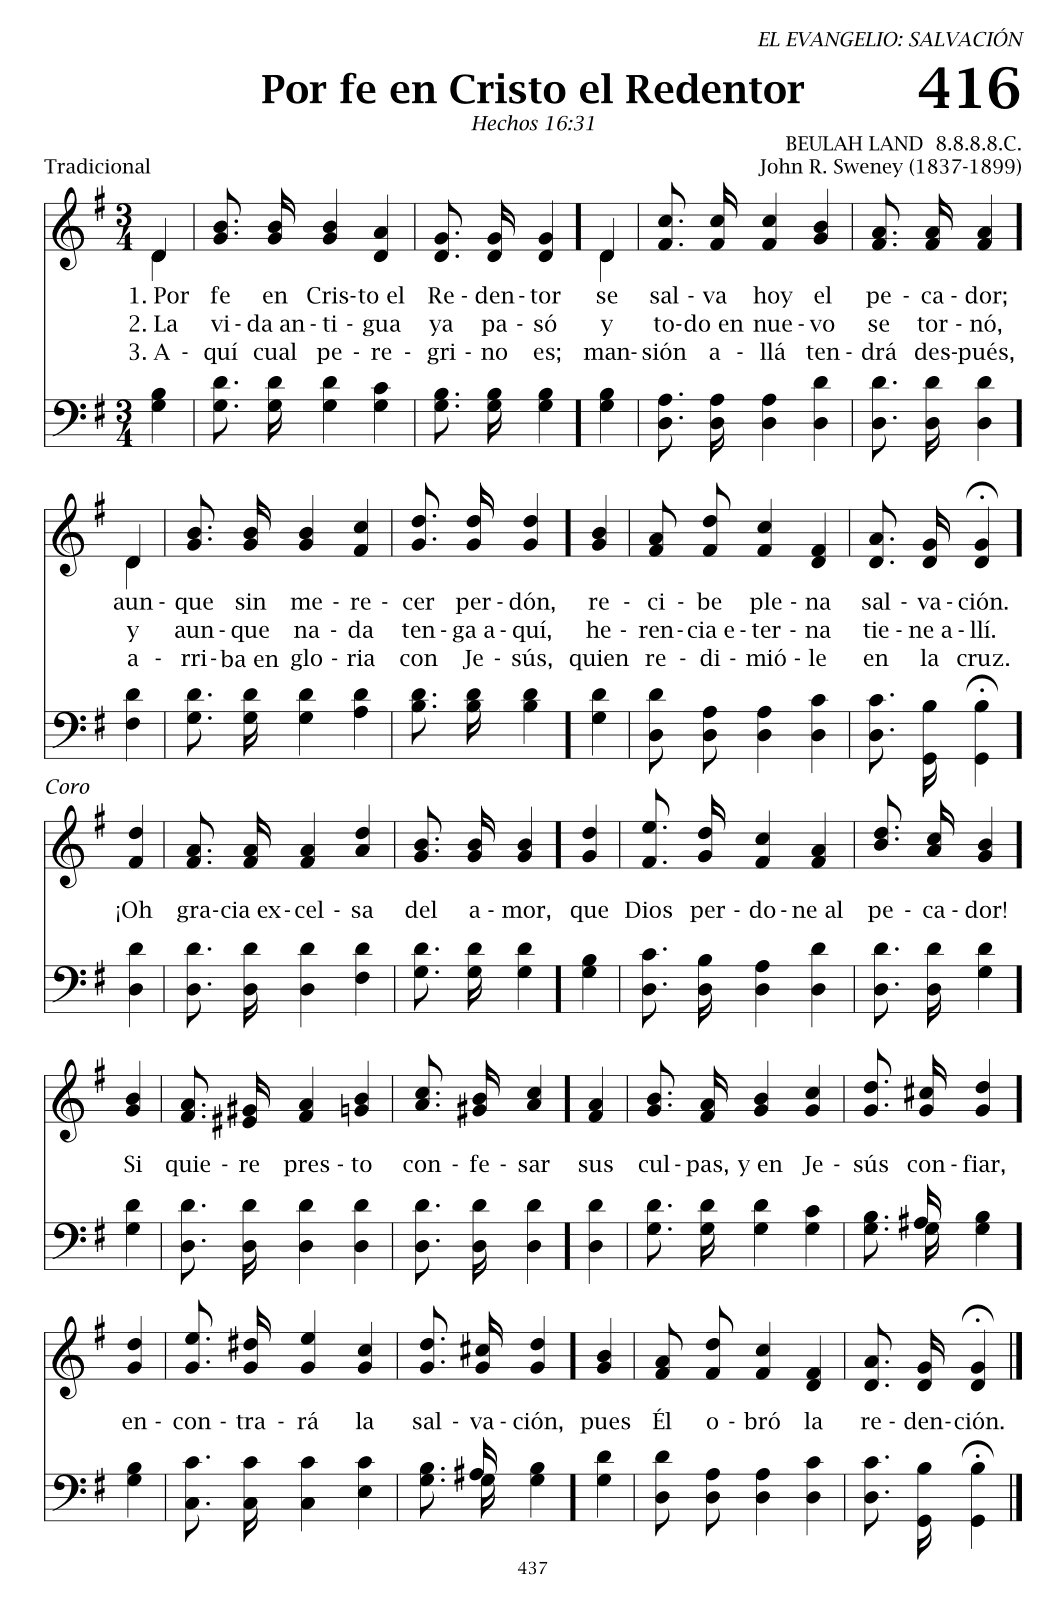 EL EVANGELIO: SALVACIÓN
Por fe en Cristo el Redentor 416
Hechos 16:31
BEULAH LAND 8.8.8.8.C.
Tradicional John R. Sweney (1837-1899)
3 4
1. Por fe en Cris-to el Re - den - tor se sal - va hoy el pe - ca - dor;
2. La vi - da an - ti - gua ya pa - só y to-do en nue - vo se tor - nó,
3. A - quí cual pe - re - gri - no es; man-sión a - llá ten - drá des-pués,
3 4
aun - que sin me - re - cer per - dón, re - ci - be ple - na sal - va - ción.
y aun - que na - da ten - ga a - quí, he - ren-cia e - ter - na tie - ne a - llí.
a - rri-ba en glo - ria con Je - sús, quien re - di - mió - le en la cruz.
Coro
¡Oh gra-cia ex-cel - sa del a - mor, que Dios per - do - ne al pe - ca - dor!
Si quie - re pres - to con - fe - sar sus cul-pas, y en Je - sús con - fiar,
en - con - tra - rá la sal - va - ción, pues Él o - bró la re - den-ción.
437